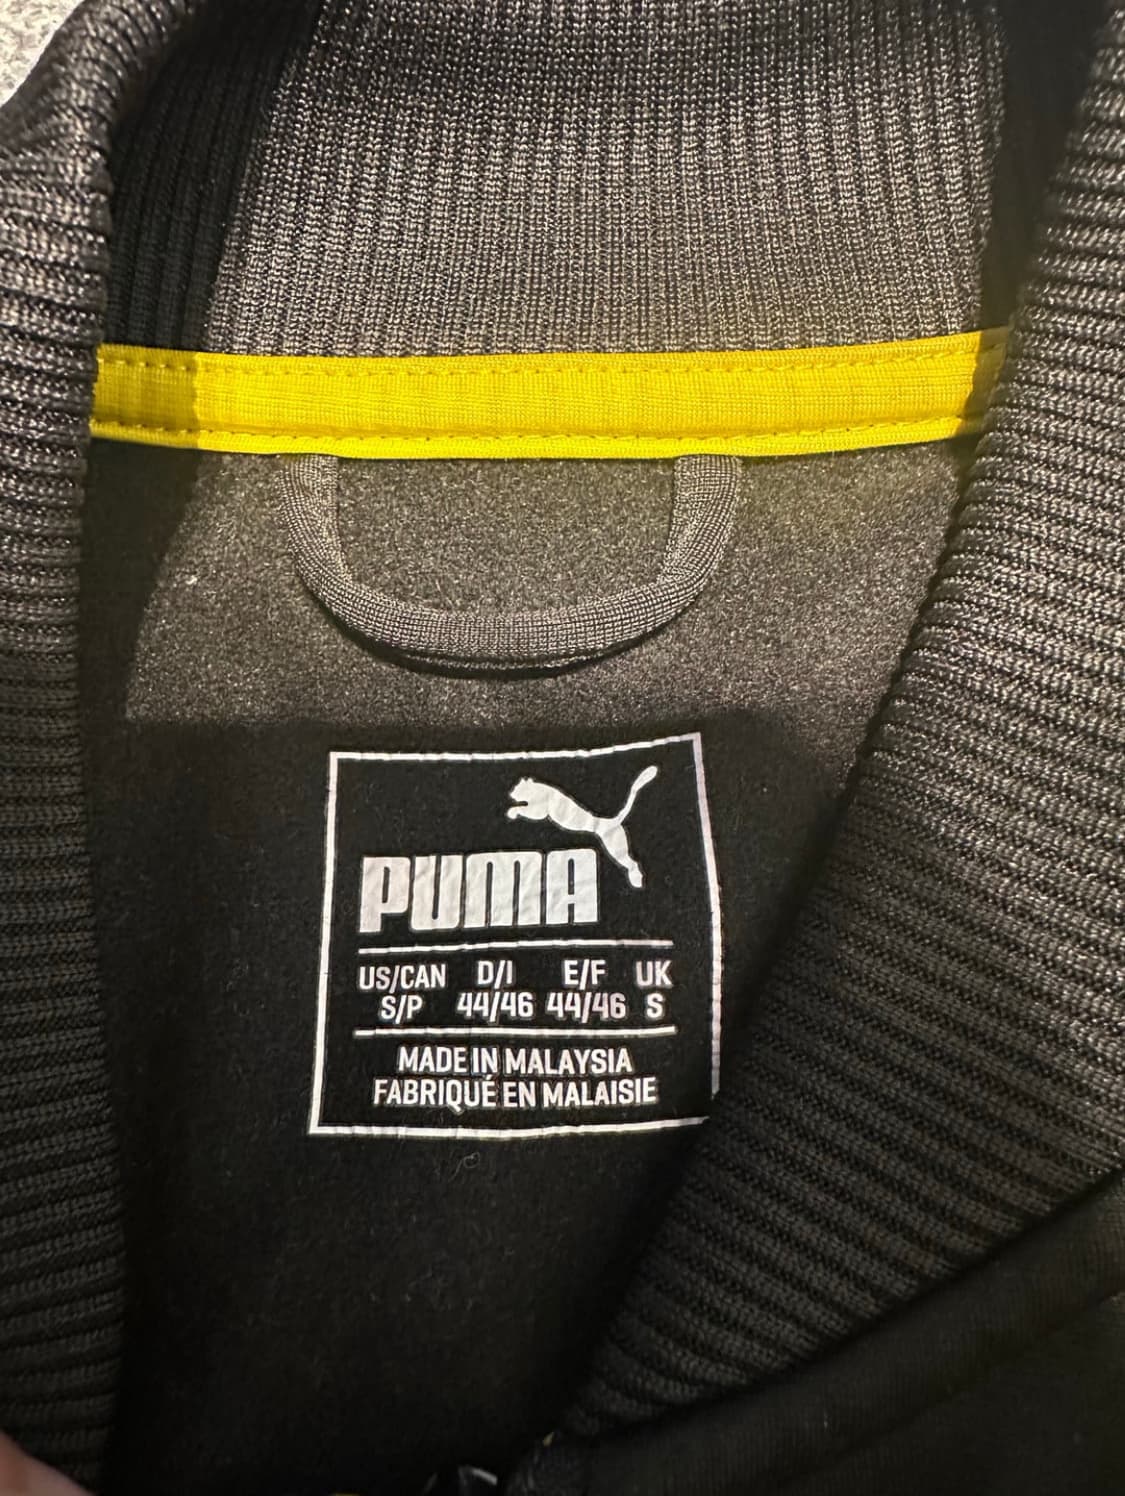 PUMA
US/CAN D/I E/F UK
S/P 44/46 44/46 S
MADE IN MALAYSIA
FABRIQUÉ EN MALAISIE